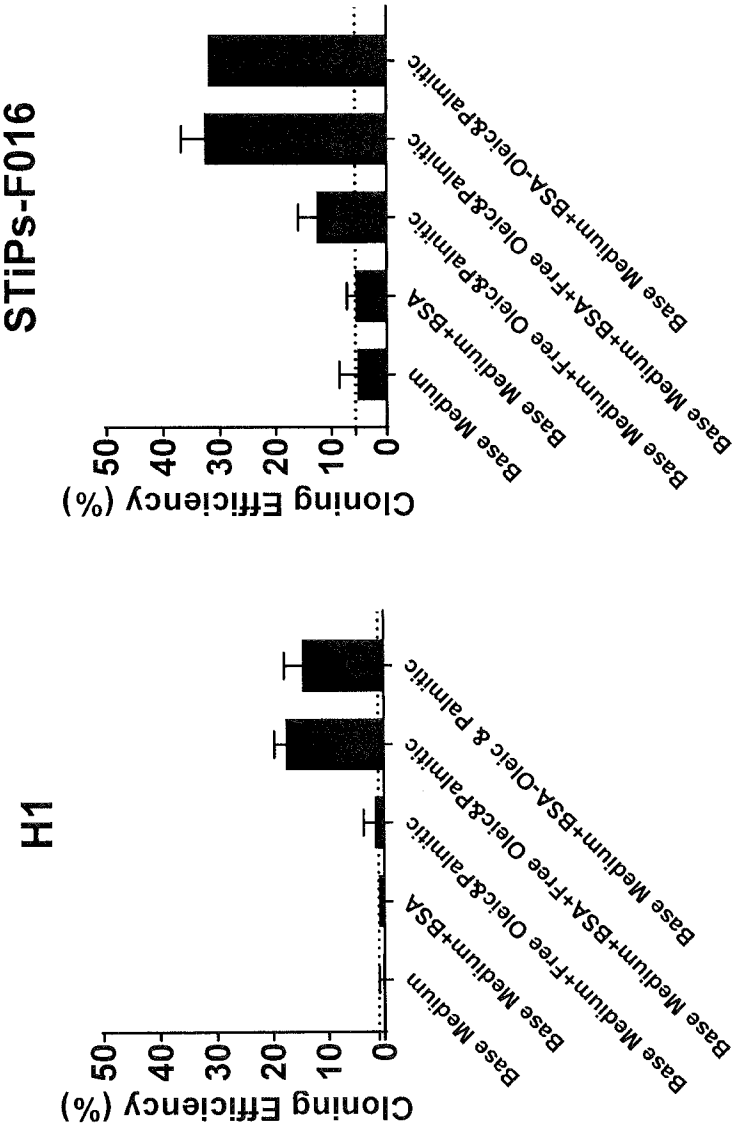 H1
Cloning Efficiency (%)
50
40
30
20
10
0
Base Medium
Base Medium+BSA
Base Medium+Free Oleic&Palmitic
Base Medium+BSA+Free Oleic&Palmitic
Base Medium+BSA-Oleic & Palmitic
STiPs-F016
Cloning Efficiency (%)
50
40
30
20
10
0
Base Medium
Base Medium+BSA
Base Medium+Free Oleic&Palmitic
Base Medium+BSA+Free Oleic&Palmitic
Base Medium+BSA-Oleic&Palmitic